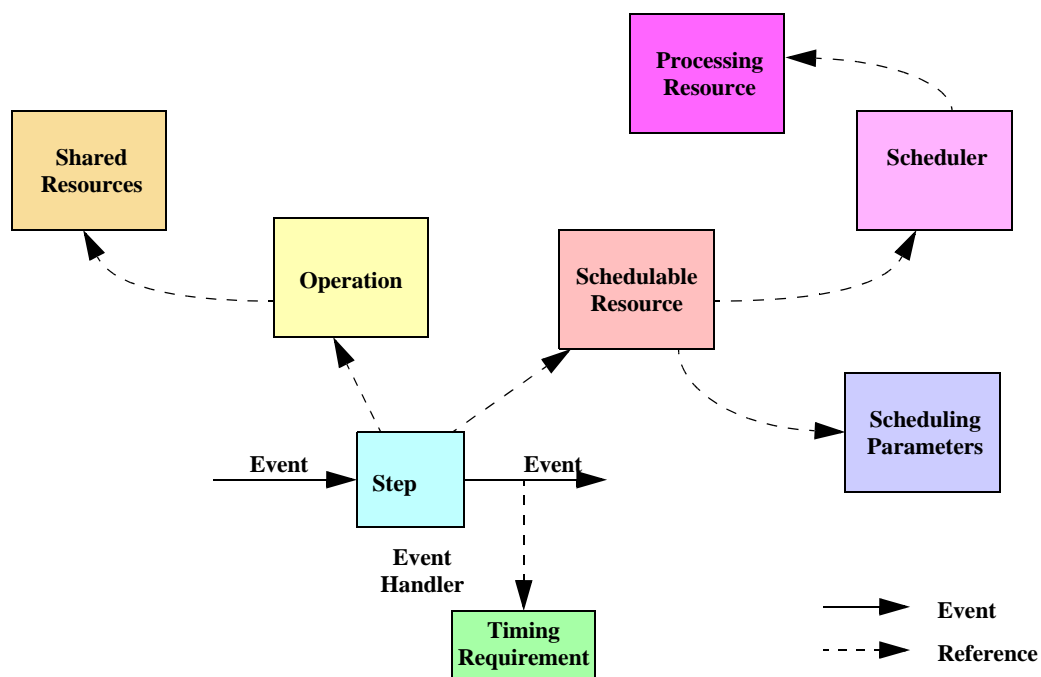 Processing
Resource
Shared
Resources
Scheduler
Operation
Schedulable
Resource
Scheduling
Parameters
Event
Event
Step
Event
Handler
Timing
Requirement
Event
Reference